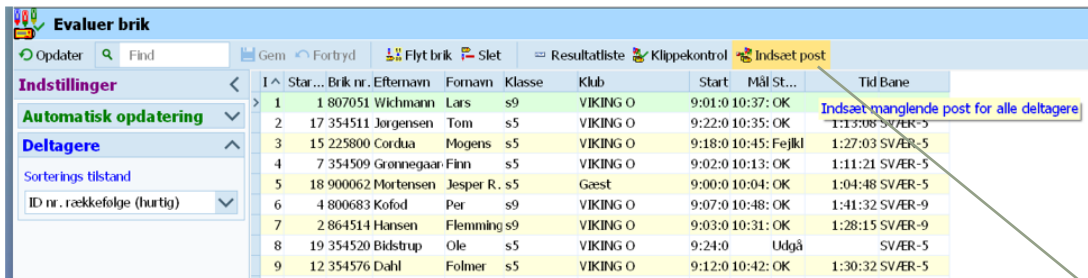 Evaluer brik
Opdater Find Gem Fortryd Flyt brik Slet Resultatliste Klippekontrol Indsæt post
Indstillinger
Automatisk opdatering
Deltagere
Sorterings tilstand
ID nr. rækkefølge (hurtig)
I Star... Brik nr. Efternavn Fornavn Klasse Klub Start Mål St... Tid Bane
1 1 807051 Wichmann Lars s9 VIKING O 9:01:0 10:37: OK
Indsæt manglende post for alle deltagere
2 17 354511 Jørgensen Tom s5 VIKING O 9:22:0 10:35: OK 1:13:08 SVÆR-5
3 15 225800 Cordua Mogens s5 VIKING O 9:18:0 10:45: Fejlkl 1:27:03 SVÆR-5
4 7 354509 Grønnegaar Finn s5 VIKING O 9:02:0 10:13: OK 1:11:21 SVÆR-5
5 18 900062 Mortensen Jesper R. s5 Gæst 9:00:0 10:04: OK 1:04:48 SVÆR-5
6 4 800683 Kofod Per s9 VIKING O 9:07:0 10:48: OK 1:41:32 SVÆR-9
7 2 864514 Hansen Flemming s9 VIKING O 9:03:0 10:31: OK 1:28:15 SVÆR-9
8 19 354520 Bidstrup Ole s5 VIKING O 9:24:0 Udgå SVÆR-5
9 12 354576 Dahl Folmer s5 VIKING O 9:12:0 10:42: OK 1:30:32 SVÆR-5